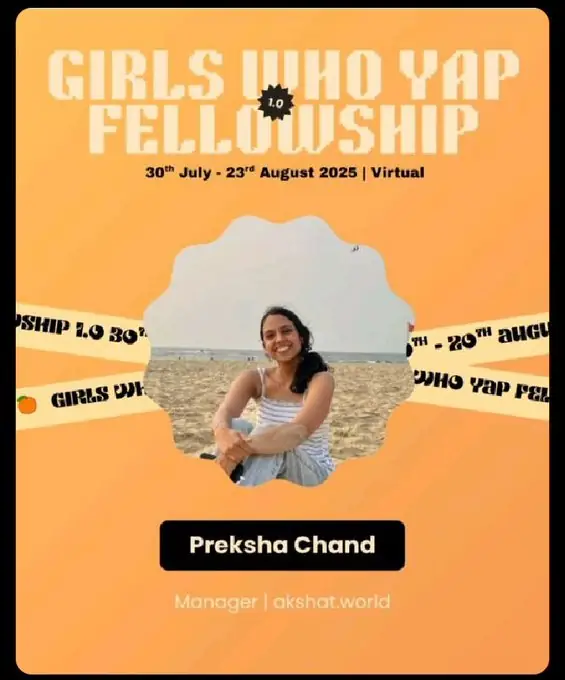 GIRLS WHO YAP
1.0
FELLOWSHIP
30th July - 23rd August 2025 | Virtual
SHIP 1.0 30
TH - 20TH AUGU
GIRLS WH
WHO YAP FEL
Preksha Chand
Manager | akshat.world